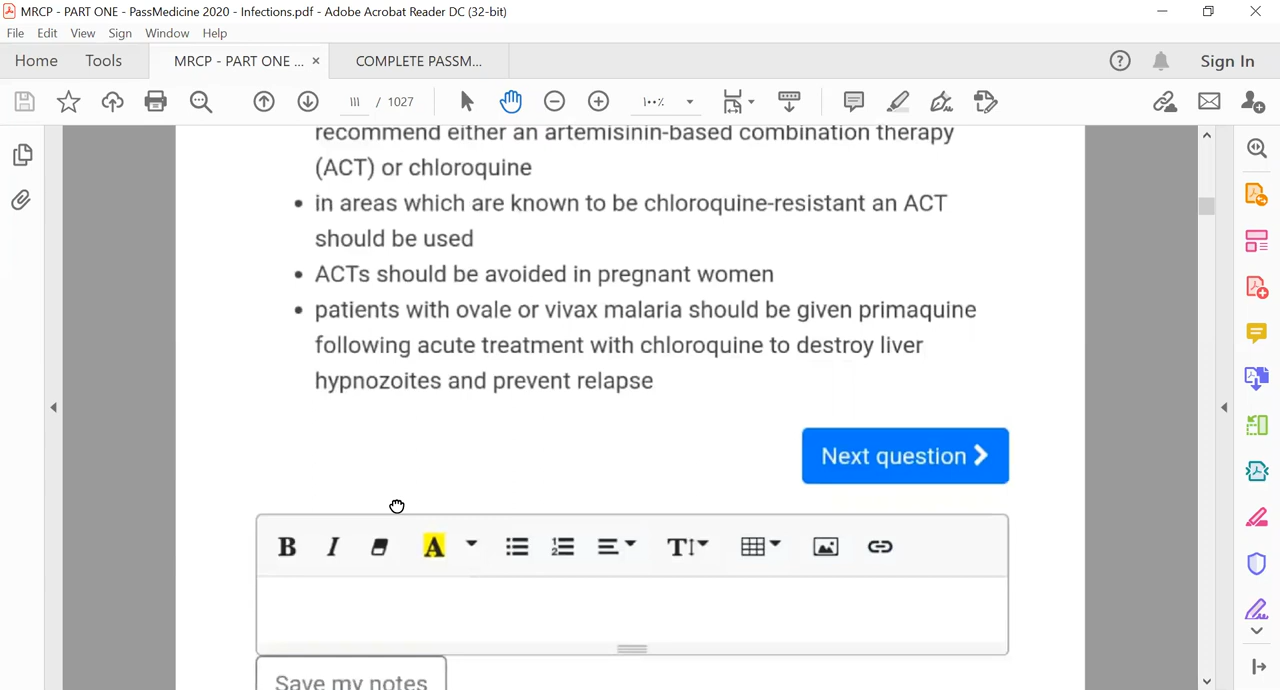 MRCP - PART ONE - PassMedicine 2020 - Infections.pdf - Adobe Acrobat Reader DC (32-bit)
File Edit View Sign Window Help
Home Tools MRCP - PART ONE ... × COMPLETE PASSM... Sign In
١١١ / 1027 ١٠٠٪
recommend either an artemisinin-based combination therapy
(ACT) or chloroquine
• in areas which are known to be chloroquine-resistant an ACT
should be used
• ACTs should be avoided in pregnant women
• patients with ovale or vivax malaria should be given primaquine
following acute treatment with chloroquine to destroy liver
hypnozoites and prevent relapse
Next question
B I A T
Save my notes